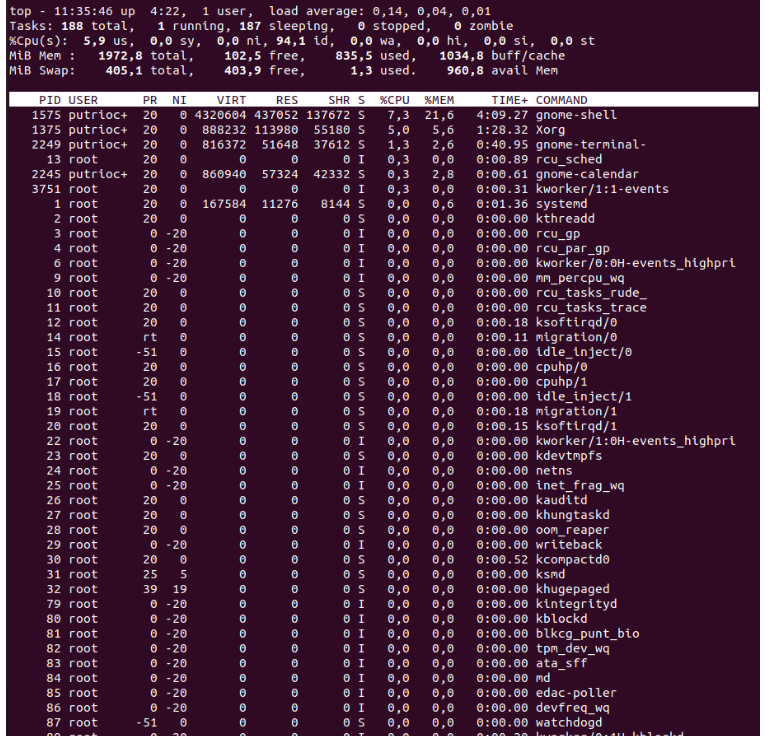 top - 11:35:46 up  4:22,  1 user,  load average: 0,14, 0,04, 0,01
Tasks: 188 total,   1 running, 187 sleeping,   0 stopped,   0 zombie
%Cpu(s):  5,9 us,  0,0 sy,  0,0 ni, 94,1 id,  0,0 wa,  0,0 hi,  0,0 si,  0,0 st
MiB Mem :   1972,8 total,    102,5 free,    835,5 used,   1034,8 buff/cache
MiB Swap:    405,1 total,    403,9 free,      1,3 used.    960,8 avail Mem
PID USER      PR  NI    VIRT    RES    SHR S  %CPU  %MEM     TIME+ COMMAND
1575 putrioc+  20   0 4320604 437052 137672 S   7,3  21,6   4:09.27 gnome-shell
1375 putrioc+  20   0  888232 113980  55180 S   5,0   5,6   1:28.32 Xorg
2249 putrioc+  20   0  816372  51648  37612 S   1,3   2,6   0:40.95 gnome-terminal-
13 root      20   0       0      0      0 I   0,3   0,0   0:00.89 rcu_sched
2245 putrioc+  20   0  860940  57324  42332 S   0,3   2,8   0:00.61 gnome-calendar
3751 root      20   0       0      0      0 I   0,3   0,0   0:00.31 kworker/1:1-events
1 root      20   0  167584  11276   8144 S   0,0   0,6   0:01.36 systemd
2 root      20   0       0      0      0 S   0,0   0,0   0:00.00 kthreadd
3 root       0 -20       0      0      0 I   0,0   0,0   0:00.00 rcu_gp
4 root       0 -20       0      0      0 I   0,0   0,0   0:00.00 rcu_par_gp
6 root       0 -20       0      0      0 I   0,0   0,0   0:00.00 kworker/0:0H-events_highpri
9 root       0 -20       0      0      0 I   0,0   0,0   0:00.00 mm_percpu_wq
10 root      20   0       0      0      0 S   0,0   0,0   0:00.00 rcu_tasks_rude_
11 root      20   0       0      0      0 S   0,0   0,0   0:00.00 rcu_tasks_trace
12 root      20   0       0      0      0 S   0,0   0,0   0:00.18 ksoftirqd/0
14 root      rt   0       0      0      0 S   0,0   0,0   0:00.11 migration/0
15 root     -51   0       0      0      0 S   0,0   0,0   0:00.00 idle_inject/0
16 root      20   0       0      0      0 S   0,0   0,0   0:00.00 cpuhp/0
17 root      20   0       0      0      0 S   0,0   0,0   0:00.00 cpuhp/1
18 root     -51   0       0      0      0 S   0,0   0,0   0:00.00 idle_inject/1
19 root      rt   0       0      0      0 S   0,0   0,0   0:00.18 migration/1
20 root      20   0       0      0      0 S   0,0   0,0   0:00.15 ksoftirqd/1
22 root       0 -20       0      0      0 I   0,0   0,0   0:00.00 kworker/1:0H-events_highpri
23 root      20   0       0      0      0 S   0,0   0,0   0:00.00 kdevtmpfs
24 root       0 -20       0      0      0 I   0,0   0,0   0:00.00 netns
25 root       0 -20       0      0      0 I   0,0   0,0   0:00.00 inet_frag_wq
26 root      20   0       0      0      0 S   0,0   0,0   0:00.00 kauditd
27 root      20   0       0      0      0 S   0,0   0,0   0:00.00 khungtaskd
28 root      20   0       0      0      0 S   0,0   0,0   0:00.00 oom_reaper
29 root       0 -20       0      0      0 I   0,0   0,0   0:00.00 writeback
30 root      20   0       0      0      0 S   0,0   0,0   0:00.52 kcompactd0
31 root      25   5       0      0      0 S   0,0   0,0   0:00.00 ksmd
32 root      39  19       0      0      0 S   0,0   0,0   0:00.00 khugepaged
79 root       0 -20       0      0      0 I   0,0   0,0   0:00.00 kintegrityd
80 root       0 -20       0      0      0 I   0,0   0,0   0:00.00 kblockd
81 root       0 -20       0      0      0 I   0,0   0,0   0:00.00 blkcg_punt_bio
82 root       0 -20       0      0      0 I   0,0   0,0   0:00.00 tpm_dev_wq
83 root       0 -20       0      0      0 I   0,0   0,0   0:00.00 ata_sff
84 root       0 -20       0      0      0 I   0,0   0,0   0:00.00 md
85 root       0 -20       0      0      0 I   0,0   0,0   0:00.00 edac-poller
86 root       0 -20       0      0      0 I   0,0   0,0   0:00.00 devfreq_wq
87 root     -51   0       0      0      0 S   0,0   0,0   0:00.00 watchdogd